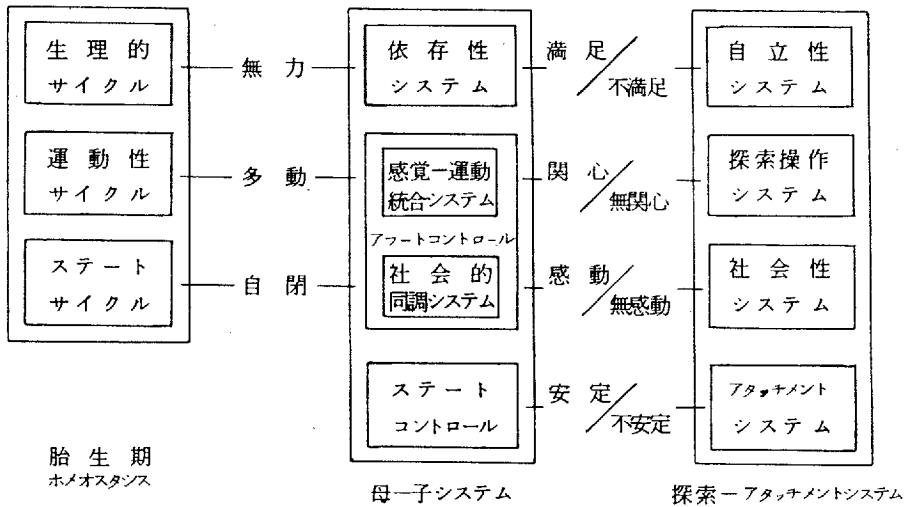 生理的
サイクル
無力
依存性
システム
満足/
不満足
自立性
システム
運動性
サイクル
多動
感覚ー運動
統合システム
関心/
無関心
探索操作
システム
アラートコントロール
ステート
サイクル
自閉
社会的
同調システム
感動/
無感動
社会性
システム
ステート
コントロール
安定/
不安定
アタッチメント
システム
胎生期
ホメオスタシス
母ー子システム
探索ーアタッチメントシステム